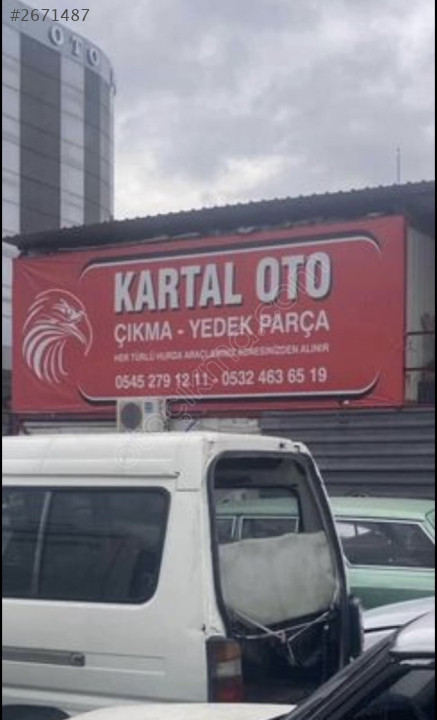 #2671487
OTO
KARTAL OTO
ÇIKMA - YEDEK PARÇA
HER TÜRLÜ HURDA ARAÇLARINIZ ADRESİNİZDEN ALINIR
0545 279 12 11 - 0532 463 65 19